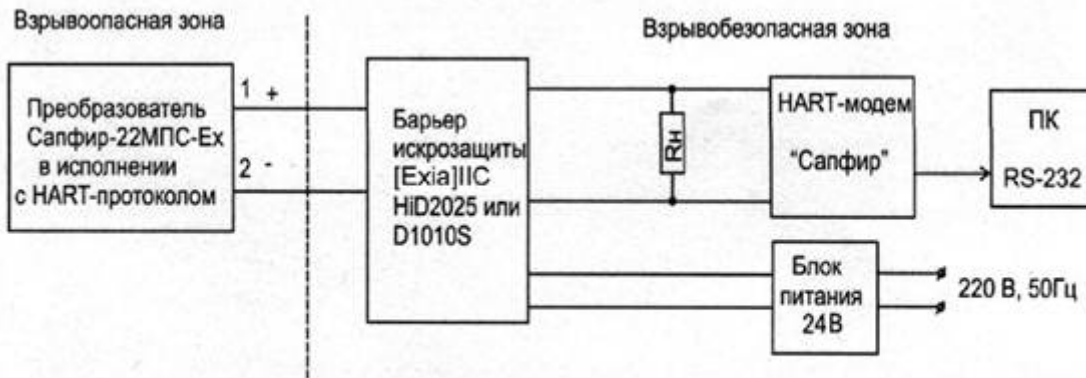 Взрывоопасная зона
Взрывобезопасная зона
Преобразователь
Сапфир-22МПС-Ex
в исполнении
с HART-протоколом
1 +
2 -
Барьер
искрозащиты
[Exia]IIC
HiD2025 или
D1010S
Rн
HART-модем
"Сапфир"
ПК
RS-232
Блок
питания
24В
220 В, 50Гц